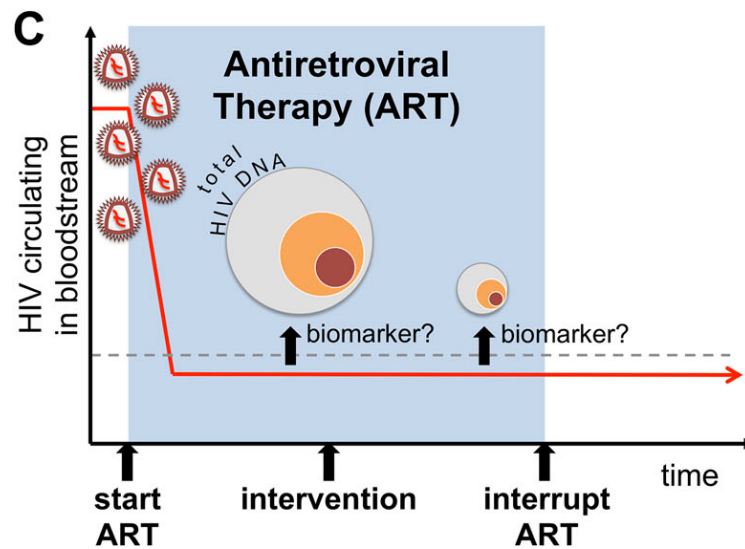 C
Antiretroviral
Therapy (ART)
HIV circulating
in bloodstream
total
HIV DNA
biomarker?
biomarker?
time
start
ART
intervention
interrupt
ART